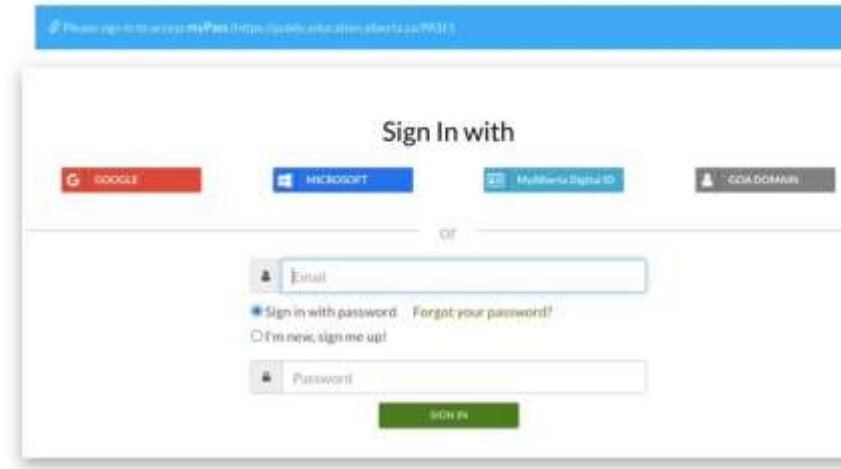 Please sign in to access myPass (https://public.education.alberta.ca/PASI/)
Sign In with
GOOGLE
MICROSOFT
MyAlberta Digital ID
GOA DOMAIN
or
Email
Sign in with password Forgot your password?
I'm new, sign me up!
Password
SIGN IN